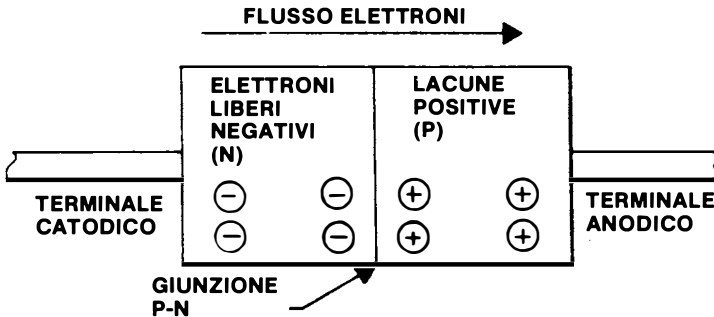 FLUSSO ELETTRONI
ELETTRONI
LIBERI
NEGATIVI
(N)
LACUNE
POSITIVE
(P)
TERMINALE
CATODICO
TERMINALE
ANODICO
GIUNZIONE
P-N